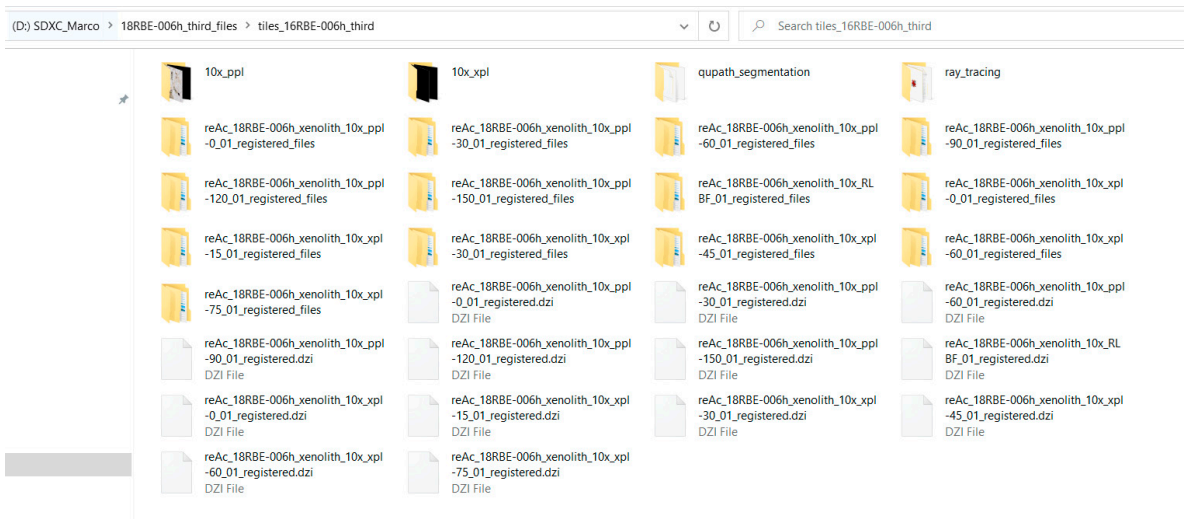 (D:) SDXC_Marco > 18RBE-006h_third_files > tiles_16RBE-006h_third
Search tiles_16RBE-006h_third
10x_ppl
10x_xpl
qupath_segmentation
ray_tracing
reAc_18RBE-006h_xenolith_10x_ppl
-0_01_registered_files
reAc_18RBE-006h_xenolith_10x_ppl
-30_01_registered_files
reAc_18RBE-006h_xenolith_10x_ppl
-60_01_registered_files
reAc_18RBE-006h_xenolith_10x_ppl
-90_01_registered_files
reAc_18RBE-006h_xenolith_10x_ppl
-120_01_registered_files
reAc_18RBE-006h_xenolith_10x_ppl
-150_01_registered_files
reAc_18RBE-006h_xenolith_10x_RL
BF_01_registered_files
reAc_18RBE-006h_xenolith_10x_xpl
-0_01_registered_files
reAc_18RBE-006h_xenolith_10x_xpl
-15_01_registered_files
reAc_18RBE-006h_xenolith_10x_xpl
-30_01_registered_files
reAc_18RBE-006h_xenolith_10x_xpl
-45_01_registered_files
reAc_18RBE-006h_xenolith_10x_xpl
-60_01_registered_files
reAc_18RBE-006h_xenolith_10x_xpl
-75_01_registered_files
reAc_18RBE-006h_xenolith_10x_ppl
-0_01_registered.dzi
DZI File
reAc_18RBE-006h_xenolith_10x_ppl
-30_01_registered.dzi
DZI File
reAc_18RBE-006h_xenolith_10x_ppl
-60_01_registered.dzi
DZI File
reAc_18RBE-006h_xenolith_10x_ppl
-90_01_registered.dzi
DZI File
reAc_18RBE-006h_xenolith_10x_ppl
-120_01_registered.dzi
DZI File
reAc_18RBE-006h_xenolith_10x_ppl
-150_01_registered.dzi
DZI File
reAc_18RBE-006h_xenolith_10x_RL
BF_01_registered.dzi
DZI File
reAc_18RBE-006h_xenolith_10x_xpl
-0_01_registered.dzi
DZI File
reAc_18RBE-006h_xenolith_10x_xpl
-15_01_registered.dzi
DZI File
reAc_18RBE-006h_xenolith_10x_xpl
-30_01_registered.dzi
DZI File
reAc_18RBE-006h_xenolith_10x_xpl
-45_01_registered.dzi
DZI File
reAc_18RBE-006h_xenolith_10x_xpl
-60_01_registered.dzi
DZI File
reAc_18RBE-006h_xenolith_10x_xpl
-75_01_registered.dzi
DZI File